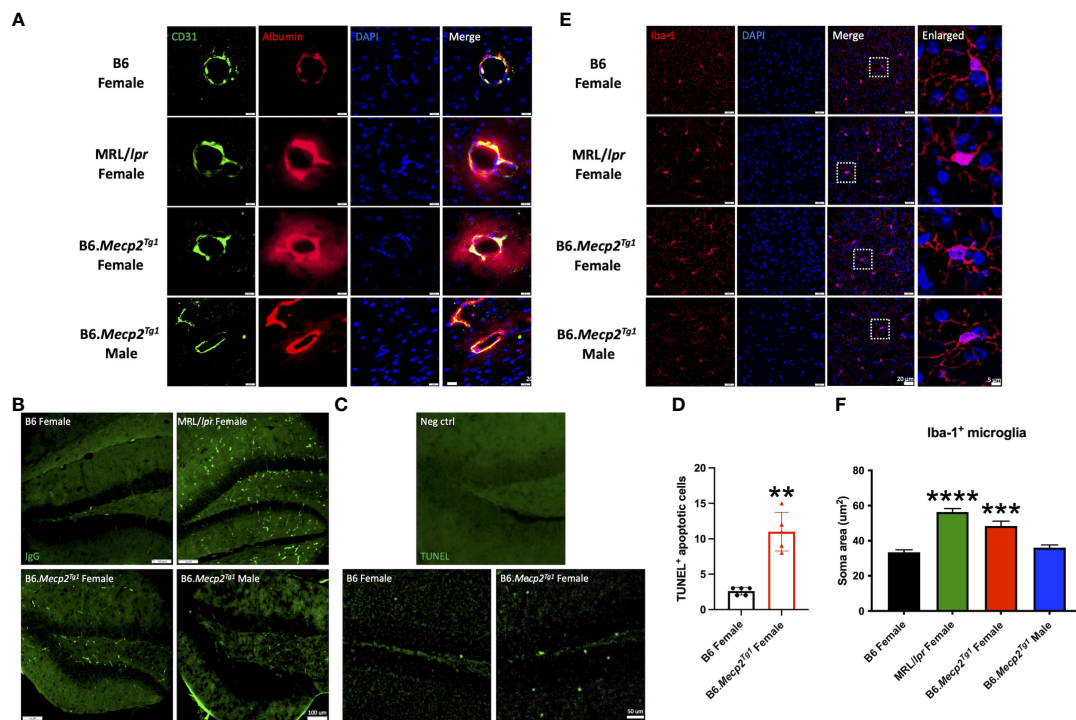 A
CD31
Albumin
DAPI
Merge
B6
Female
MRL/lpr
Female
B6.Mecp2Tg1
Female
B6.Mecp2Tg1
Male
20
E
Iba-1
DAPI
Merge
Enlarged
B6
Female
MRL/lpr
Female
B6.Mecp2Tg1
Female
B6.Mecp2Tg1
Male
20 um
5 um
B
B6 Female
MRL/lpr Female
IgG
B6.Mecp2Tg1 Female
B6.Mecp2Tg1 Male
100 um
C
Neg ctrl
TUNEL
B6 Female
B6.Mecp2Tg1 Female
50 um
D
TUNEL+ apoptotic cells
20
15
10
5
0
**
B6 Female
B6.Mecp2Tg1 Female
F
Iba-1+ microglia
Soma area (um2)
80
60
40
20
0
****
***
B6 Female
MRL/lpr Female
B6.Mecp2Tg1 Female
B6.Mecp2Tg1 Male